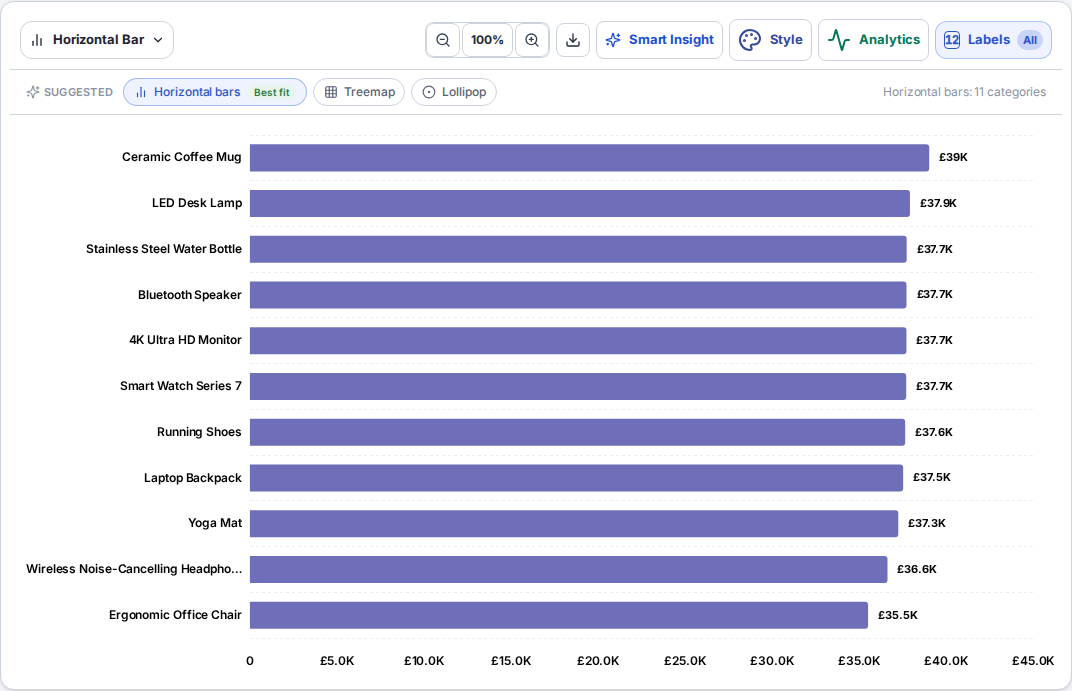 Horizontal Bar
100%
Smart Insight
Style
Analytics
12 Labels All
SUGGESTED
Horizontal bars Best fit
Treemap
Lollipop
Horizontal bars: 11 categories
Ceramic Coffee Mug £39K
LED Desk Lamp £37.9K
Stainless Steel Water Bottle £37.7K
Bluetooth Speaker £37.7K
4K Ultra HD Monitor £37.7K
Smart Watch Series 7 £37.7K
Running Shoes £37.6K
Laptop Backpack £37.5K
Yoga Mat £37.3K
Wireless Noise-Cancelling Headpho... £36.6K
Ergonomic Office Chair £35.5K
0 £5.0K £10.0K £15.0K £20.0K £25.0K £30.0K £35.0K £40.0K £45.0K